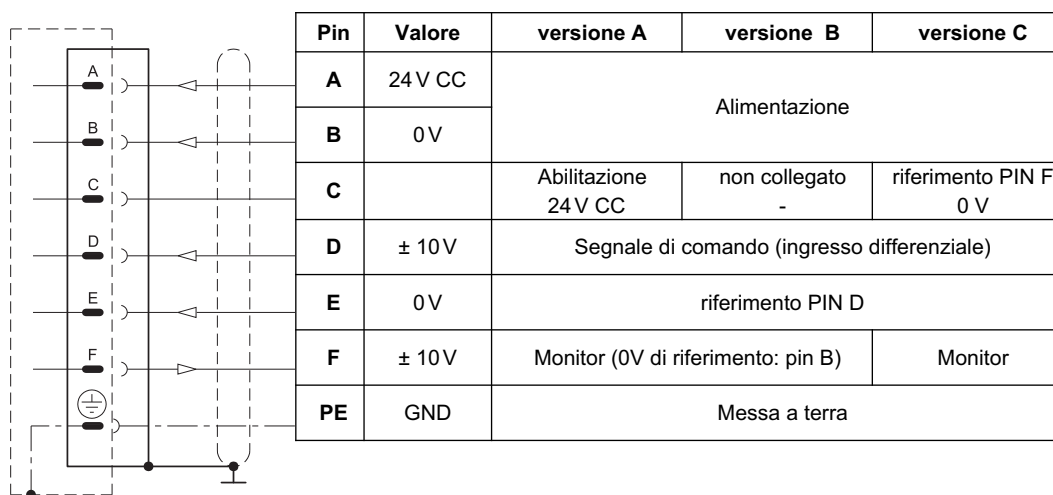 Pin Valore versione A versione B versione C
A 24 V CC Alimentazione
B 0 V
C Abilitazione 24 V CC non collegato - riferimento PIN F 0 V
D ± 10 V Segnale di comando (ingresso differenziale)
E 0 V riferimento PIN D
F ± 10 V Monitor (0V di riferimento: pin B) Monitor
PE GND Messa a terra
A
B
C
D
E
F